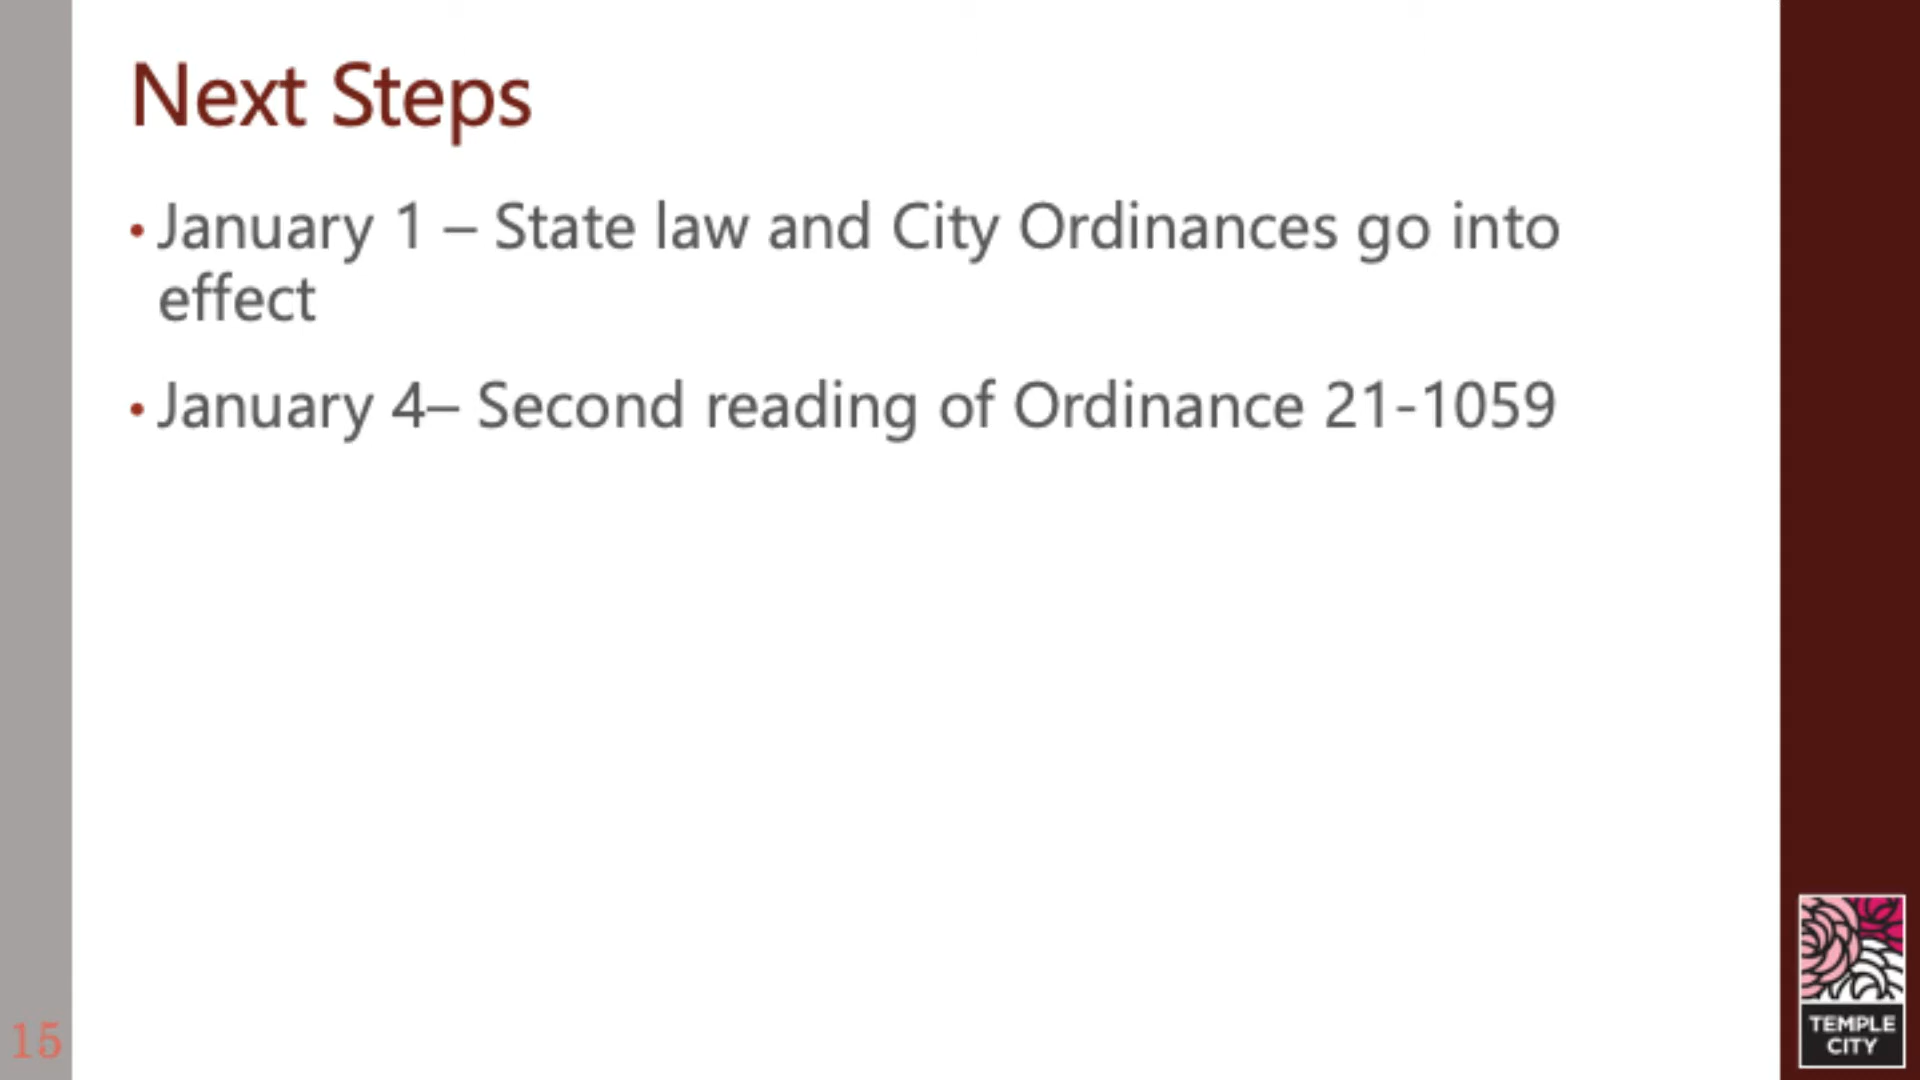 Next Steps
• January 1 – State law and City Ordinances go into
effect
• January 4– Second reading of Ordinance 21-1059
15
TEMPLE
CITY